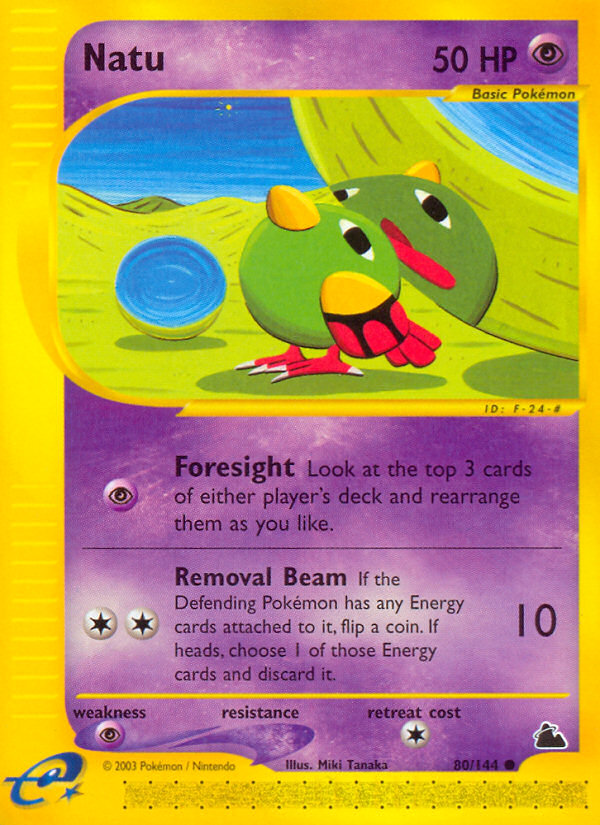 Natu
50 HP
Basic Pokémon
ID: F-24-#
Foresight Look at the top 3 cards
of either player's deck and rearrange
them as you like.
Removal Beam If the
Defending Pokémon has any Energy
cards attached to it, flip a coin. If
heads, choose 1 of those Energy
cards and discard it.
10
weakness resistance retreat cost
© 2003 Pokémon / Nintendo Illus. Miki Tanaka 80/144
e